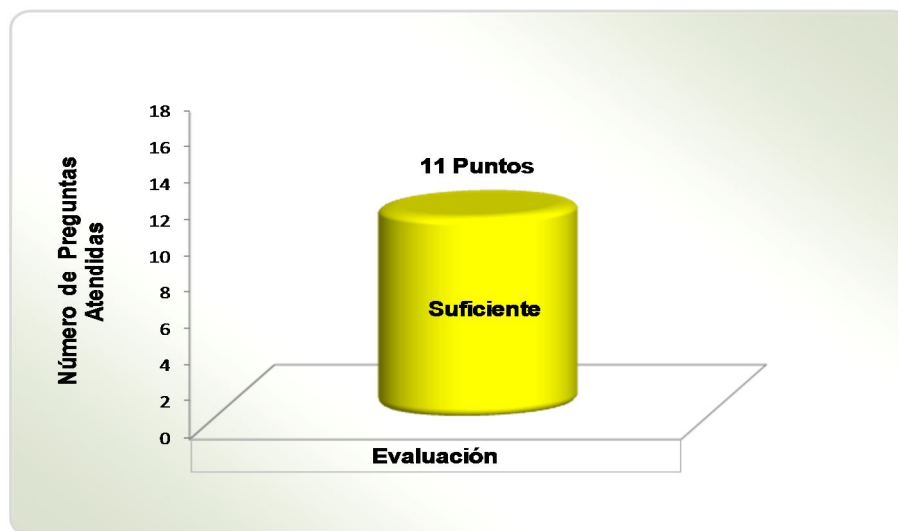 Número de Preguntas
Atendidas
18
16
14
12
10
8
6
4
2
0
11 Puntos
Suficiente
Evaluación